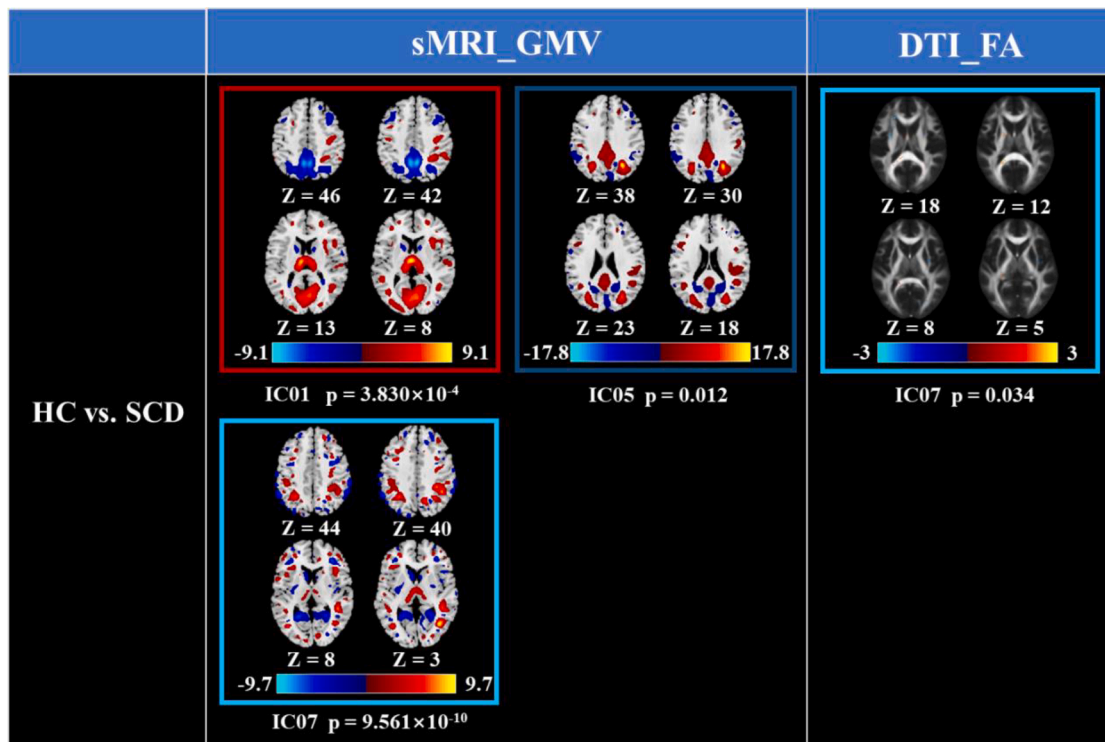 sMRI_GMV
DTI_FA
HC vs. SCD
Z = 46
Z = 42
Z = 13
Z = 8
-9.1
9.1
IC01 p = 3.830×10⁻⁴
Z = 38
Z = 30
Z = 23
Z = 18
-17.8
17.8
IC05 p = 0.012
Z = 18
Z = 12
Z = 8
Z = 5
-3
3
IC07 p = 0.034
Z = 44
Z = 40
Z = 8
Z = 3
-9.7
9.7
IC07 p = 9.561×10⁻¹⁰